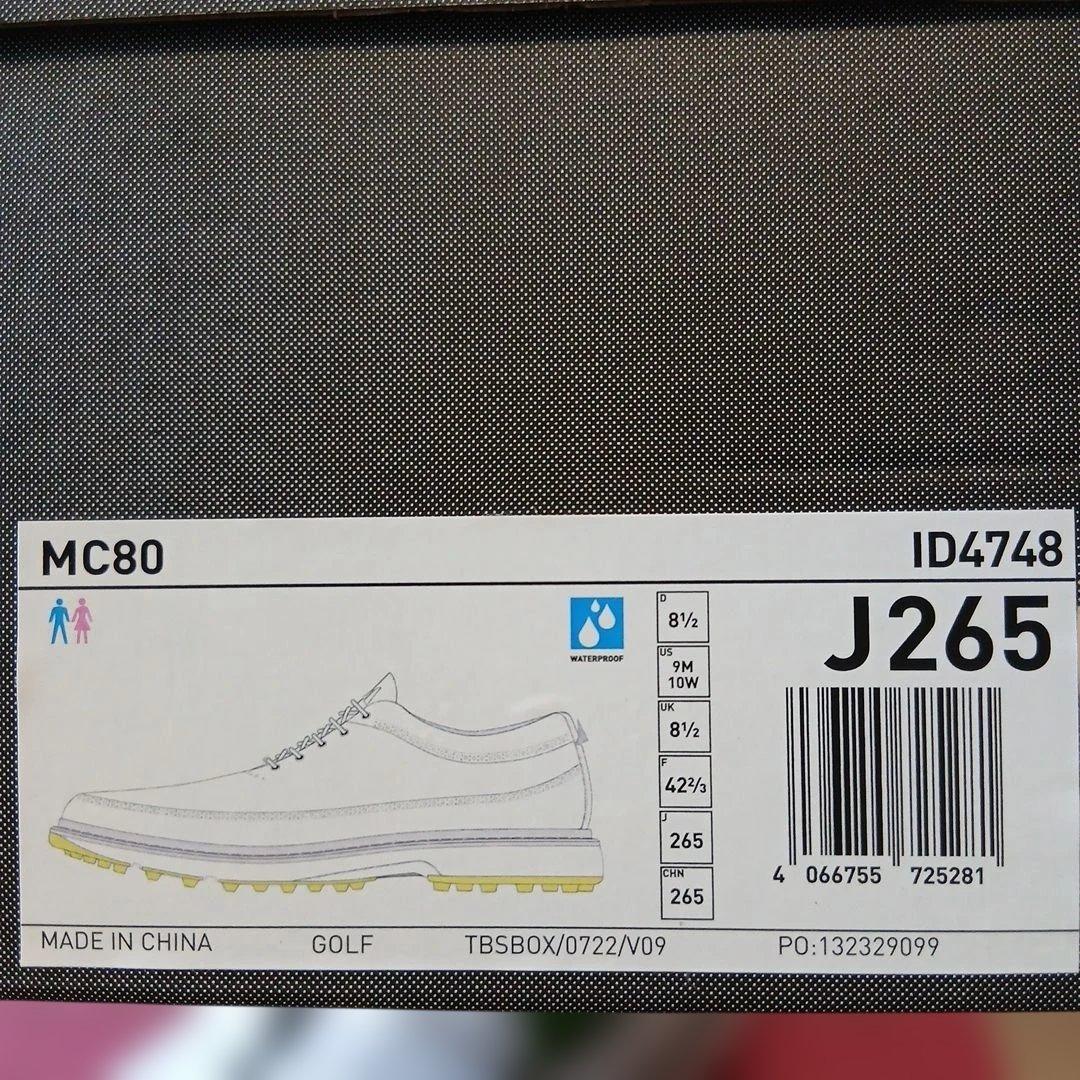 MC80
ID4748
J265
WATERPROOF
D
8½
US
9M
10W
UK
8½
F
42⅔
J
265
CHN
265
4 066755 725281
MADE IN CHINA GOLF TBSBOX/0722/V09 PO:132329099